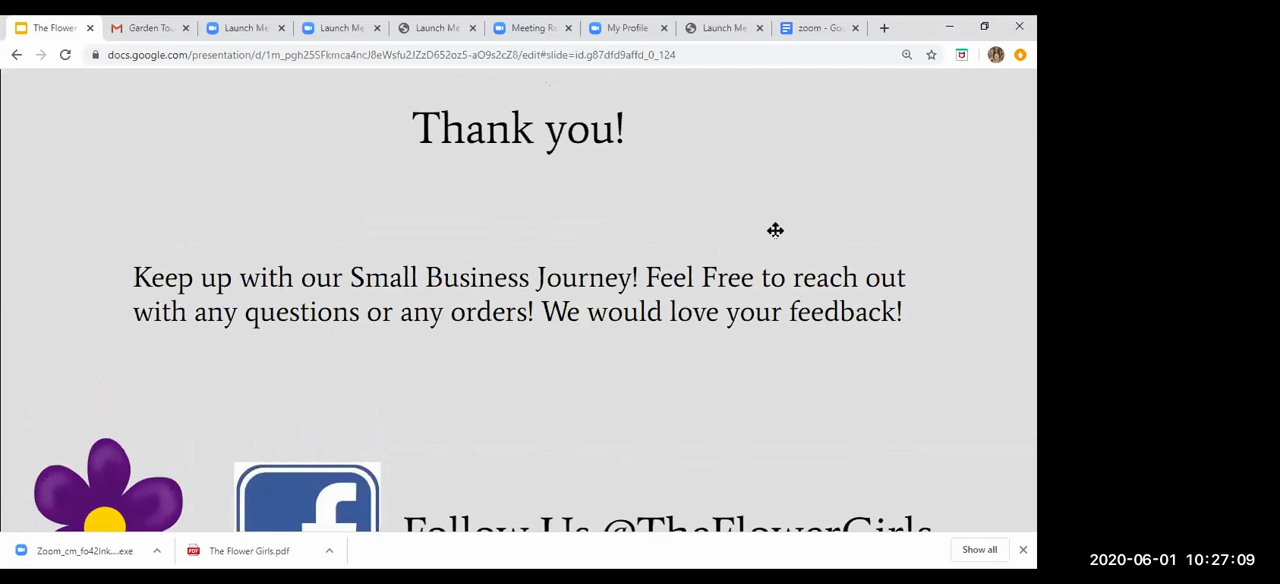 The Flower
Garden Tou
Launch Me
Launch Me
Launch Me
Meeting Re
My Profile
Launch Me
zoom - Goo
docs.google.com/presentation/d/1m_pgh25SFkmca4ncJ8eWsfu2JZzD652oz5-aO9s2cZ8/edit#slide=id.g87dfd9affd_0_124
Thank you!
Keep up with our Small Business Journey! Feel Free to reach out
with any questions or any orders! We would love your feedback!
Follow Us @TheFlowerGirls
Zoom_cm_fo42lnk....exe
The Flower Girls.pdf
Show all
2020-06-01 10:27:09